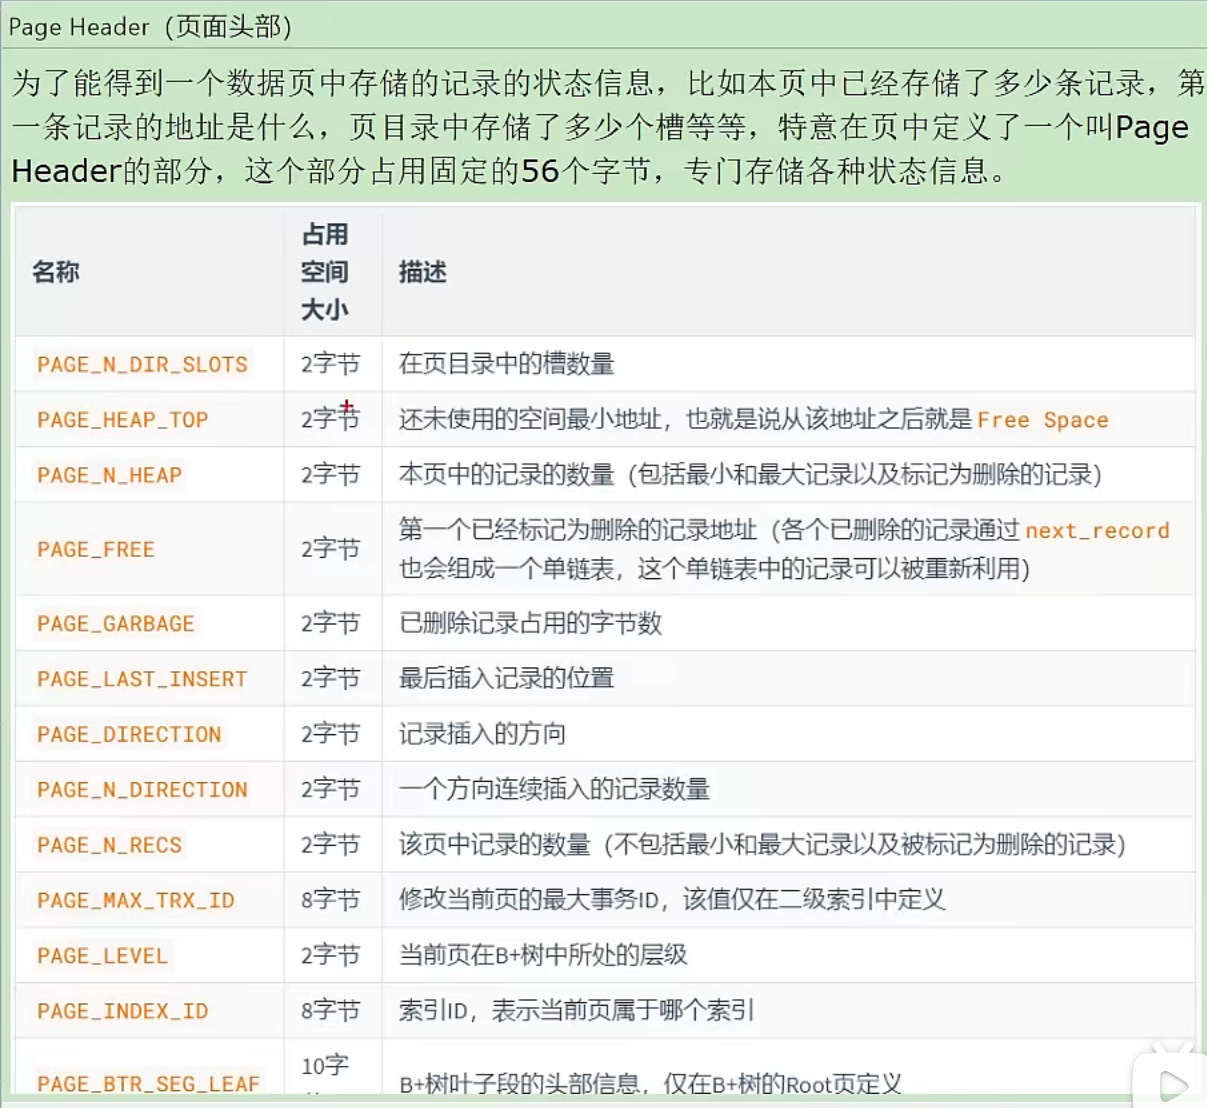 Page Header（页面头部）
为了能得到一个数据页中存储的记录的状态信息，比如本页中已经存储了多少条记录，第
一条记录的地址是什么，页目录中存储了多少个槽等等，特意在页中定义了一个叫Page
Header的部分，这个部分占用固定的56个字节，专门存储各种状态信息。
名称 占用空间大小 描述
PAGE_N_DIR_SLOTS 2字节 在页目录中的槽数量
PAGE_HEAP_TOP 2字节 还未使用的空间最小地址，也就是说从该地址之后就是 Free Space
PAGE_N_HEAP 2字节 本页中的记录的数量（包括最小和最大记录以及标记为删除的记录）
PAGE_FREE 2字节 第一个已经标记为删除的记录地址（各个已删除的记录通过 next_record
也会组成一个单链表，这个单链表中的记录可以被重新利用）
PAGE_GARBAGE 2字节 已删除记录占用的字节数
PAGE_LAST_INSERT 2字节 最后插入记录的位置
PAGE_DIRECTION 2字节 记录插入的方向
PAGE_N_DIRECTION 2字节 一个方向连续插入的记录数量
PAGE_N_RECS 2字节 该页中记录的数量（不包括最小和最大记录以及被标记为删除的记录）
PAGE_MAX_TRX_ID 8字节 修改当前页的最大事务ID，该值仅在二级索引中定义
PAGE_LEVEL 2字节 当前页在B+树中所处的层级
PAGE_INDEX_ID 8字节 索引ID，表示当前页属于哪个索引
PAGE_BTR_SEG_LEAF 10字 B+树叶子段的头部信息，仅在B+树的Root页定义